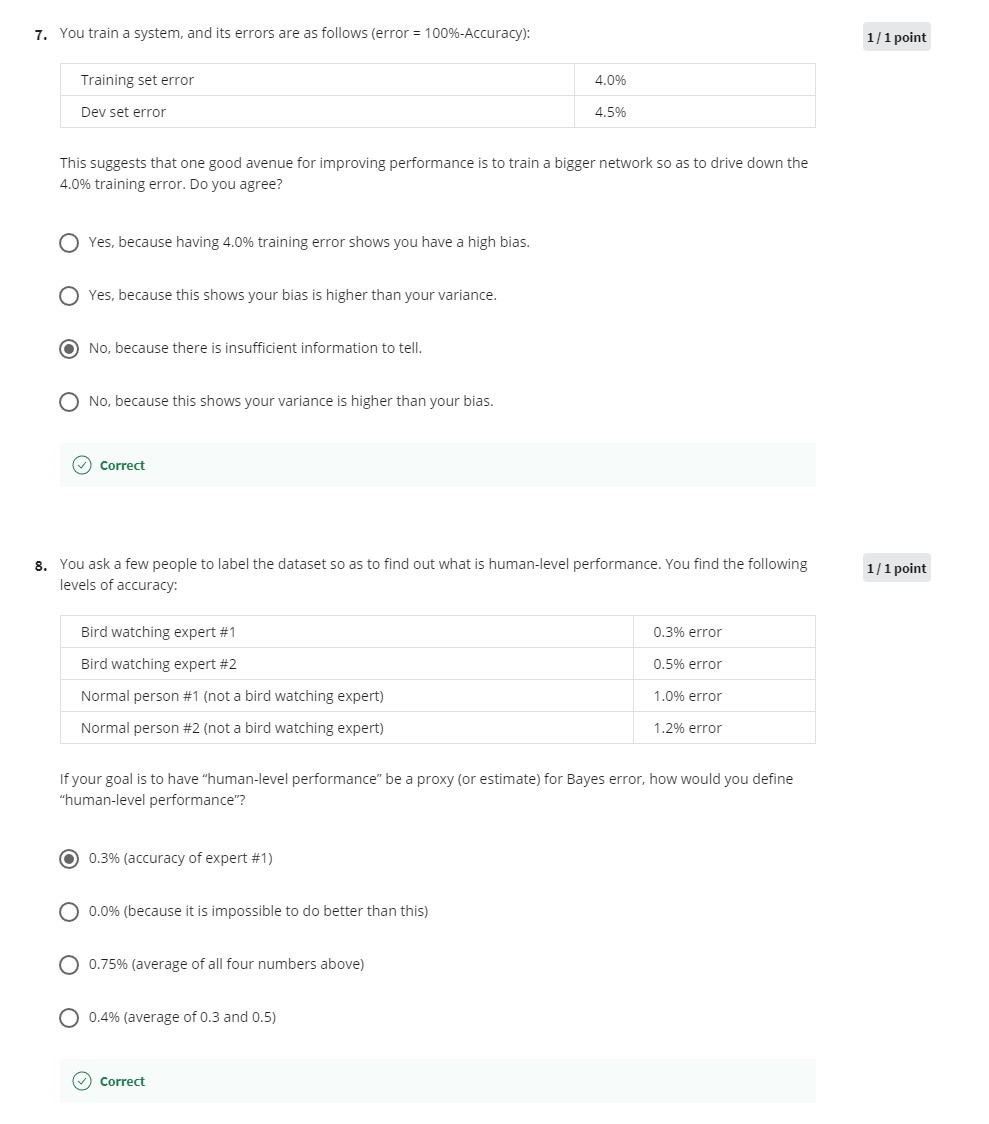 7. You train a system, and its errors are as follows (error = 100%-Accuracy):
1 / 1 point
Training set error 4.0%
Dev set error 4.5%
This suggests that one good avenue for improving performance is to train a bigger network so as to drive down the
4.0% training error. Do you agree?
Yes, because having 4.0% training error shows you have a high bias.
Yes, because this shows your bias is higher than your variance.
No, because there is insufficient information to tell.
No, because this shows your variance is higher than your bias.
Correct
8. You ask a few people to label the dataset so as to find out what is human-level performance. You find the following
levels of accuracy:
1 / 1 point
Bird watching expert #1 0.3% error
Bird watching expert #2 0.5% error
Normal person #1 (not a bird watching expert) 1.0% error
Normal person #2 (not a bird watching expert) 1.2% error
If your goal is to have “human-level performance” be a proxy (or estimate) for Bayes error, how would you define
“human-level performance”?
0.3% (accuracy of expert #1)
0.0% (because it is impossible to do better than this)
0.75% (average of all four numbers above)
0.4% (average of 0.3 and 0.5)
Correct